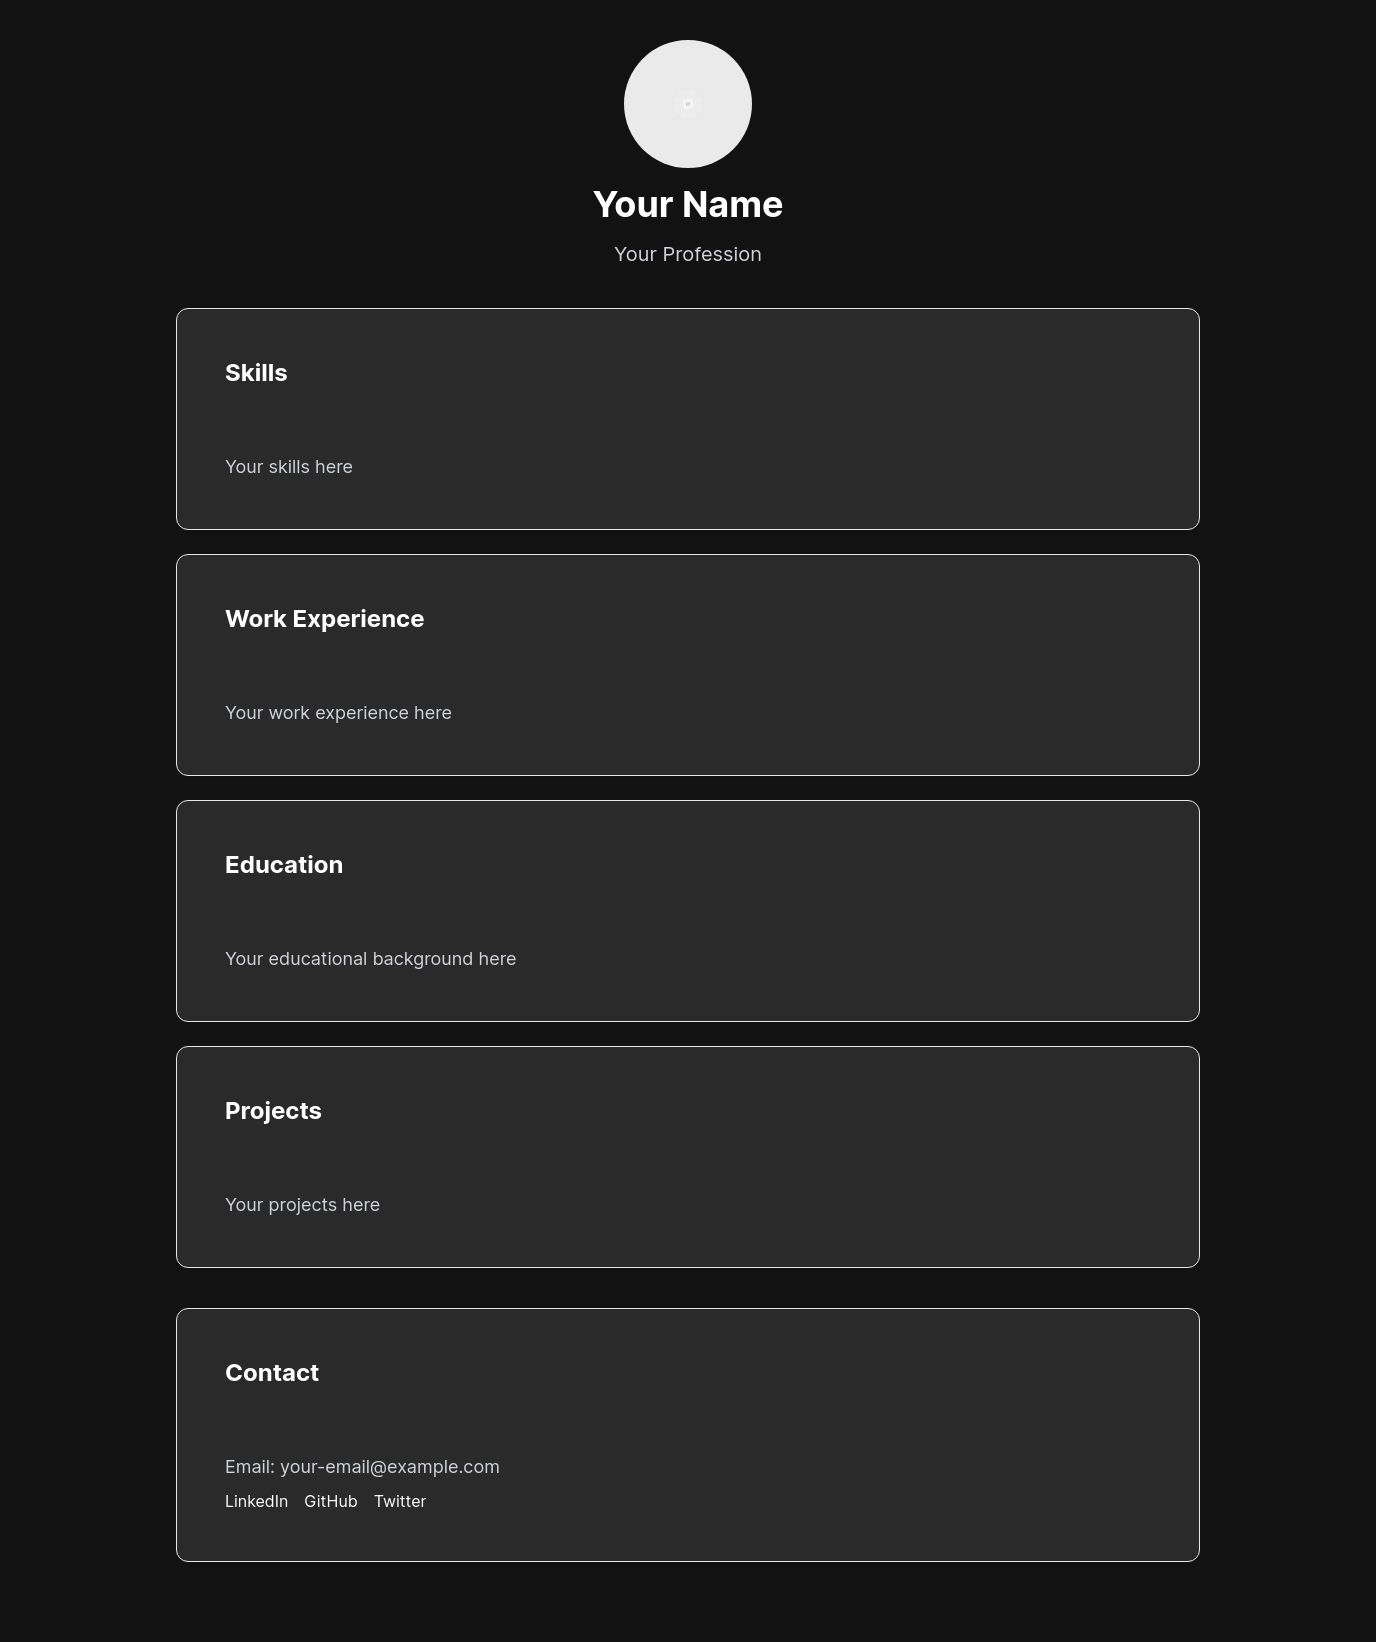 Your Name
Your Profession
Skills
Your skills here
Work Experience
Your work experience here
Education
Your educational background here
Projects
Your projects here
Contact
Email: your-email@example.com
LinkedIn GitHub Twitter